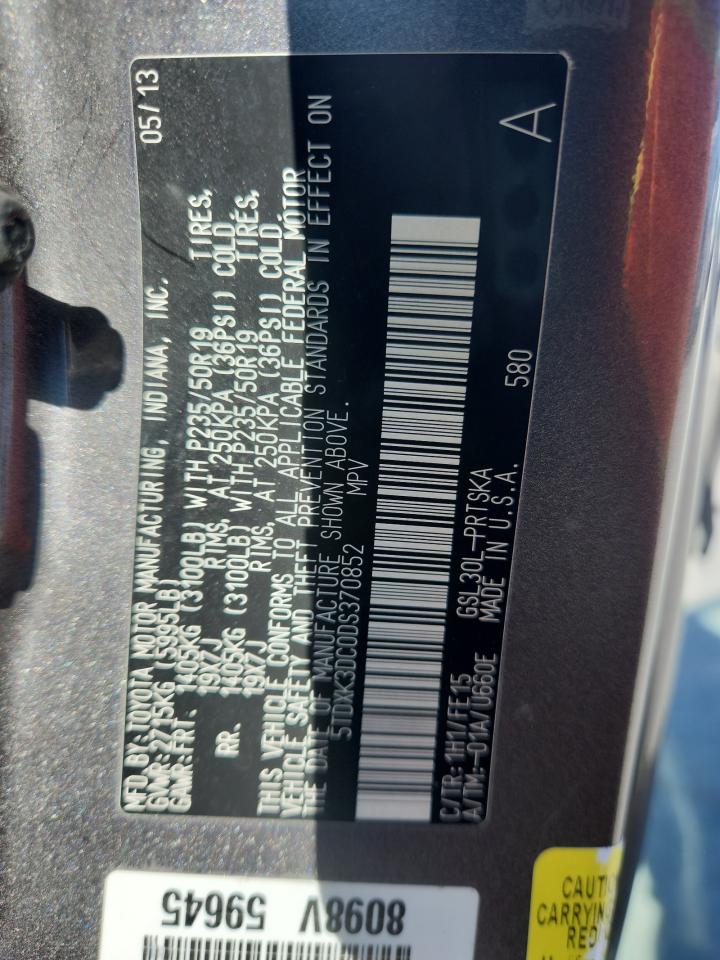 MFD.BY:TOYOTA MOTOR MANUFACTURING, INDIANA, INC. 05/13
GVWR:2715KG (5995LB)
GAWR:FRT. 1405KG (3100LB) WITH P235/50R19 TIRES,
19X7J RIMS, AT 250KPA (36PSI) COLD.
RR. 1405KG (3100LB) WITH P235/50R19 TIRES,
19X7J RIMS, AT 250KPA (36PSI) COLD.
THIS VEHICLE CONFORMS TO ALL APPLICABLE FEDERAL MOTOR
VEHICLE SAFETY AND THEFT PREVENTION STANDARDS IN EFFECT ON
THE DATE OF MANUFACTURE SHOWN ABOVE.
5TDXK3DC0DS370852 MPV
C/TR:1H1/FE15 GSL30L-PRTSKA 580
A/TM:-01A/U660E MADE IN U.S.A.
A
8098V
59645
CAUTI
CARRYING
RED